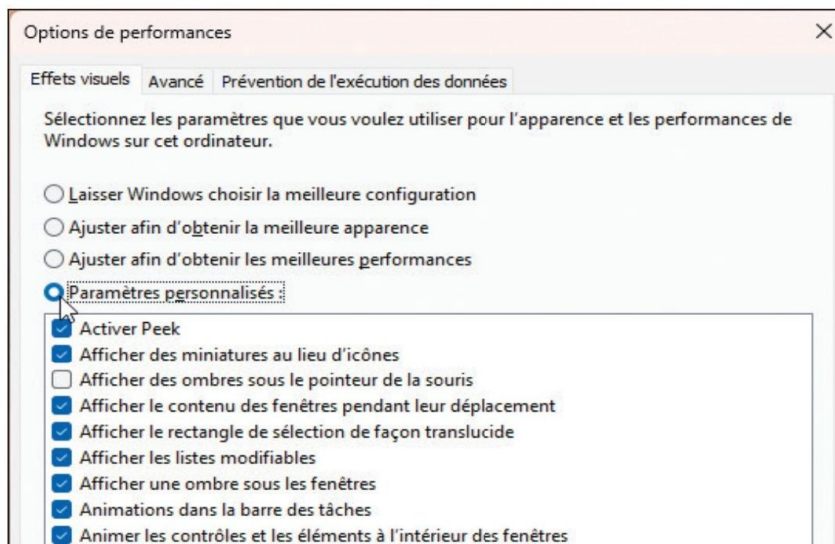 Options de performances
Effets visuels Avancé Prévention de l'exécution des données
Sélectionnez les paramètres que vous voulez utiliser pour l'apparence et les performances de
Windows sur cet ordinateur.
Laisser Windows choisir la meilleure configuration
Ajuster afin d'obtenir la meilleure apparence
Ajuster afin d'obtenir les meilleures performances
Paramètres personnalisés :
Activer Peek
Afficher des miniatures au lieu d'icônes
Afficher des ombres sous le pointeur de la souris
Afficher le contenu des fenêtres pendant leur déplacement
Afficher le rectangle de sélection de façon translucide
Afficher les listes modifiables
Afficher une ombre sous les fenêtres
Animations dans la barre des tâches
Animer les contrôles et les éléments à l'intérieur des fenêtres